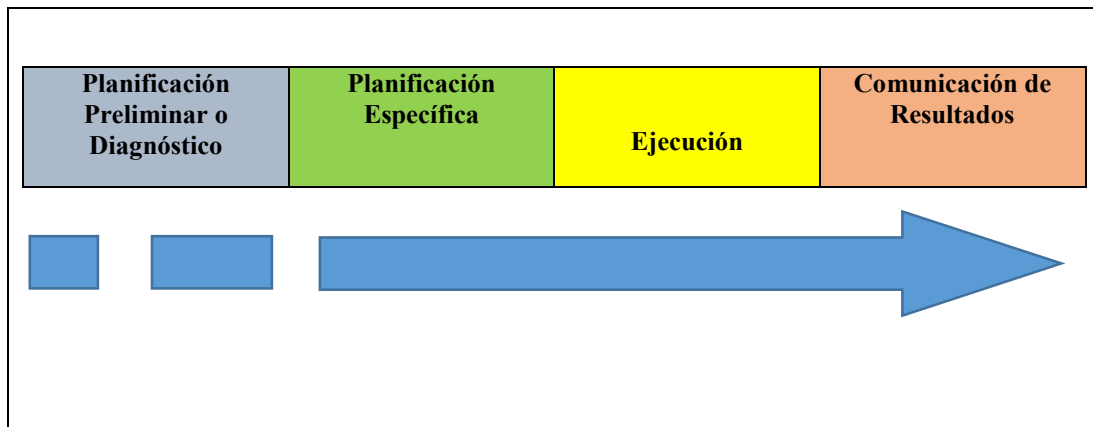 Planificación
Preliminar o
Diagnóstico
Planificación
Específica
Ejecución
Comunicación de
Resultados